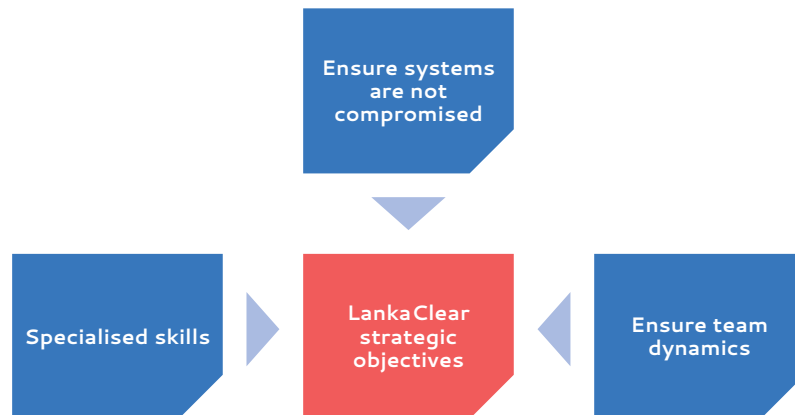 Ensure systems
are not
compromised
Specialised skills
LankaClear
strategic
objectives
Ensure team
dynamics